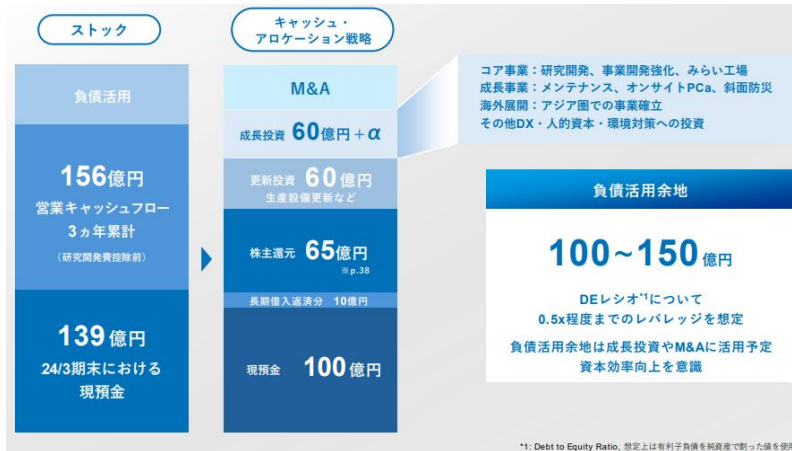 ストック
負債活用
156億円
営業キャッシュフロー
3ヵ年累計
(研究開発費控除前)
139億円
24/3期末における
現預金
キャッシュ・
アロケーション戦略
M&A
成長投資 60億円+α
更新投資 60億円
生産設備更新など
株主還元 65億円
※p.38
長期借入返済分 10億円
現預金 100億円
コア事業:研究開発、事業開発強化、みらい工場
成長事業:メンテナンス、オンサイトPCa、斜面防災
海外展開:アジア圏での事業確立
その他DX・人的資本・環境対策への投資
負債活用余地
100~150億円
DEレシオ*1について
0.5x程度までのレバレッジを想定
負債活用余地は成長投資やM&Aに活用予定
資本効率向上を意識
*1: Debt to Equity Ratio, 想定上は有利子負債を純資産で割った値を使用